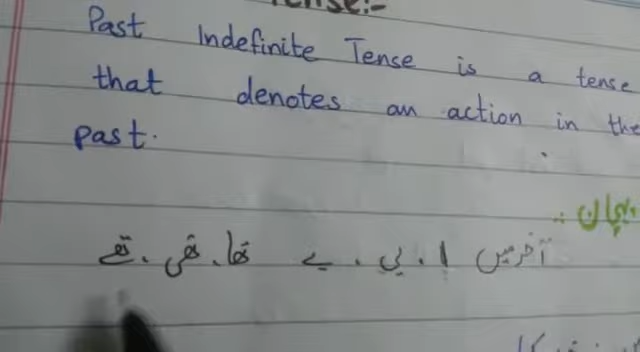 Tense:-
Past Indefinite Tense is a tense
that denotes an action in the
past.
پہچان :-
آخر میں ا ۔ ی ۔ ے تھا ۔ تھی ۔ تھے